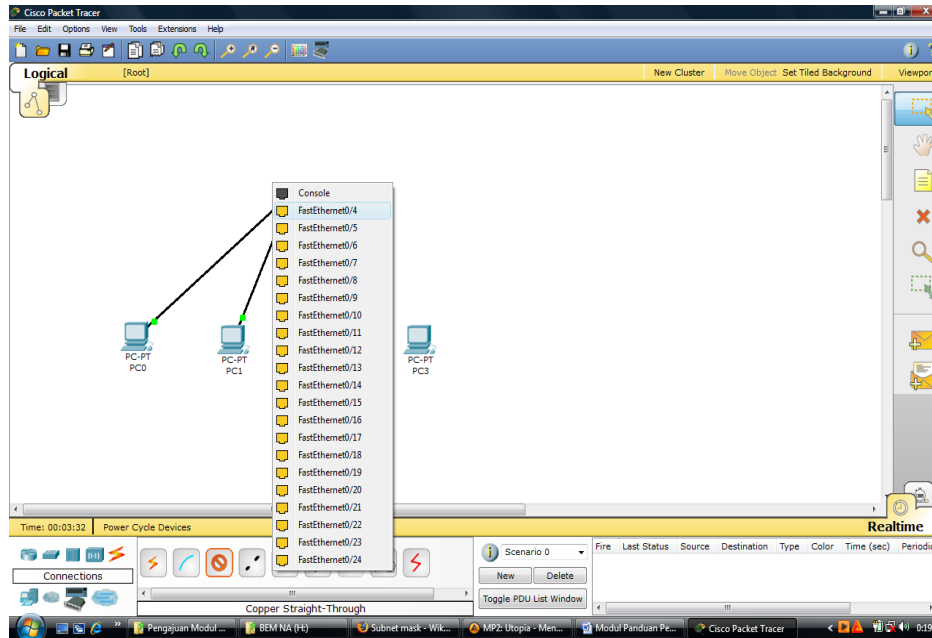 Cisco Packet Tracer
File Edit Options View Tools Extensions Help
Logical [Root] New Cluster Move Object Set Tiled Background Viewpor
Console
FastEthernet0/4
FastEthernet0/5
FastEthernet0/6
FastEthernet0/7
FastEthernet0/8
FastEthernet0/9
FastEthernet0/10
FastEthernet0/11
FastEthernet0/12
FastEthernet0/13
FastEthernet0/14
FastEthernet0/15
FastEthernet0/16
FastEthernet0/17
FastEthernet0/18
FastEthernet0/19
FastEthernet0/20
FastEthernet0/21
FastEthernet0/22
FastEthernet0/23
FastEthernet0/24
PC-PT
PC0
PC-PT
PC1
PC-PT
PC3
Time: 00:03:32 Power Cycle Devices Realtime
Connections
Copper Straight-Through
Scenario 0
New Delete
Toggle PDU List Window
Fire Last Status Source Destination Type Color Time (sec) Periodic
Pengajuan Modul ... BEM NA (H:) Subnet mask - Wik... MP2: Utopia - Men... Modul Panduan Pe... Cisco Packet Tracer 0:19